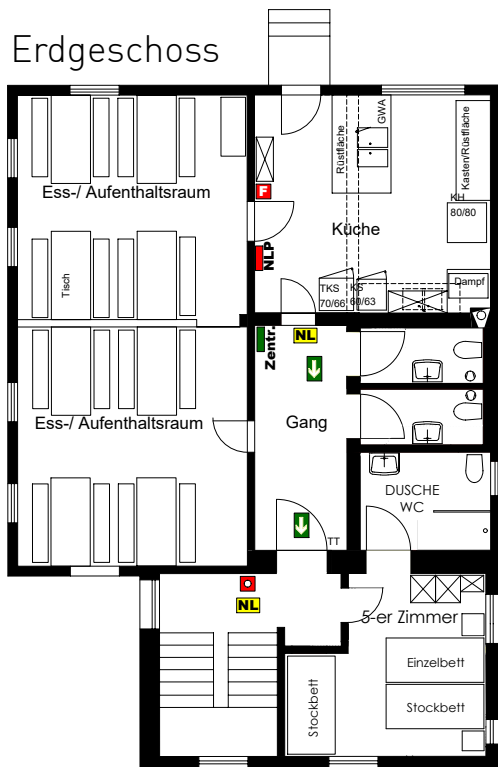 Erdgeschoss
Ess-/ Aufenthaltsraum
Tisch
Ess-/ Aufenthaltsraum
Rüstfläche
GWA
Kasten/Rüstfläche
F
Küche
KH
80/80
NLP
TKS
70/66
KS
60/63
Dampf
Zentr.
NL
Gang
DUSCHE
WC
TT
NL
5-er Zimmer
Einzelbett
Stockbett
Stockbett